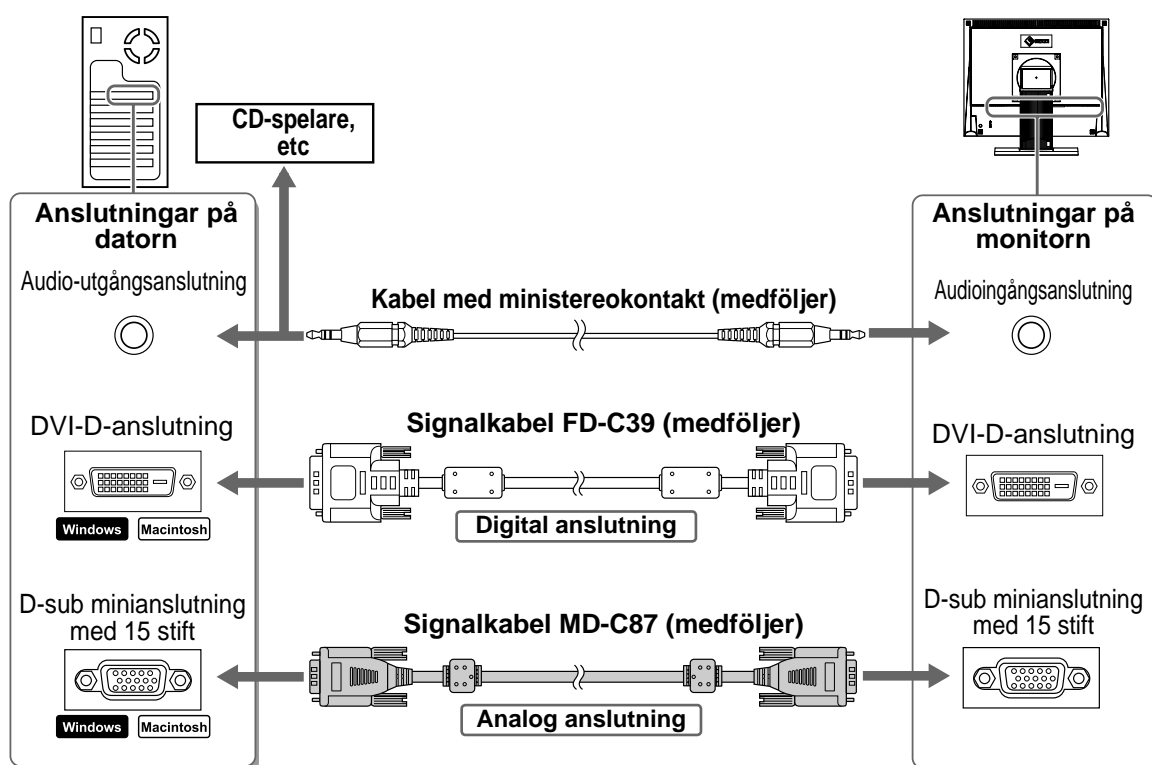 CD-spelare,
etc
Anslutningar på
datorn
Anslutningar på
monitorn
Audio-utgångsanslutning
Kabel med ministereokontakt (medföljer)
Audioingångsanslutning
DVI-D-anslutning
Signalkabel FD-C39 (medföljer)
DVI-D-anslutning
Windows Macintosh
Digital anslutning
D-sub minianslutning
med 15 stift
Signalkabel MD-C87 (medföljer)
D-sub minianslutning
med 15 stift
Windows Macintosh
Analog anslutning